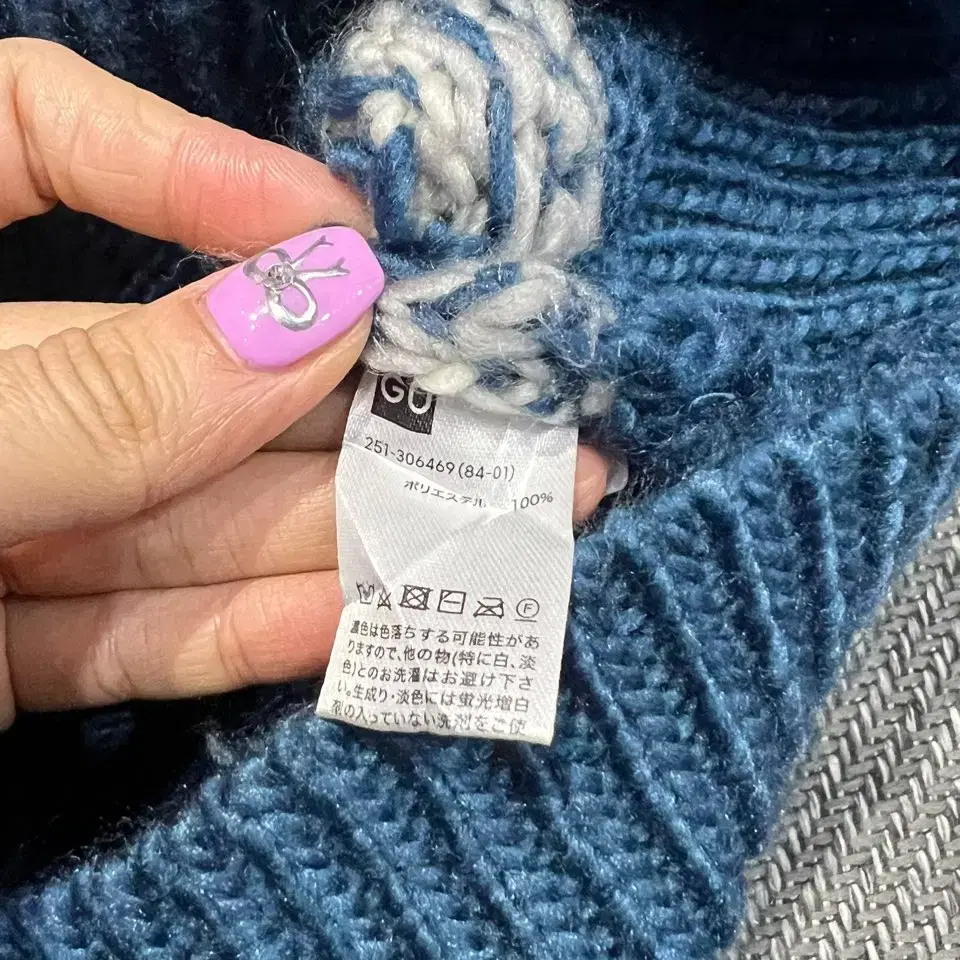 GU
251-306469(84-01)
ポリエステル 100%
F
濃色は色落ちする可能性があ
りますので、他の物(特に白、淡
色)とのお洗濯はお避け下さ
い。生成り・淡色には蛍光増白
剤の入っていない洗剤をご使